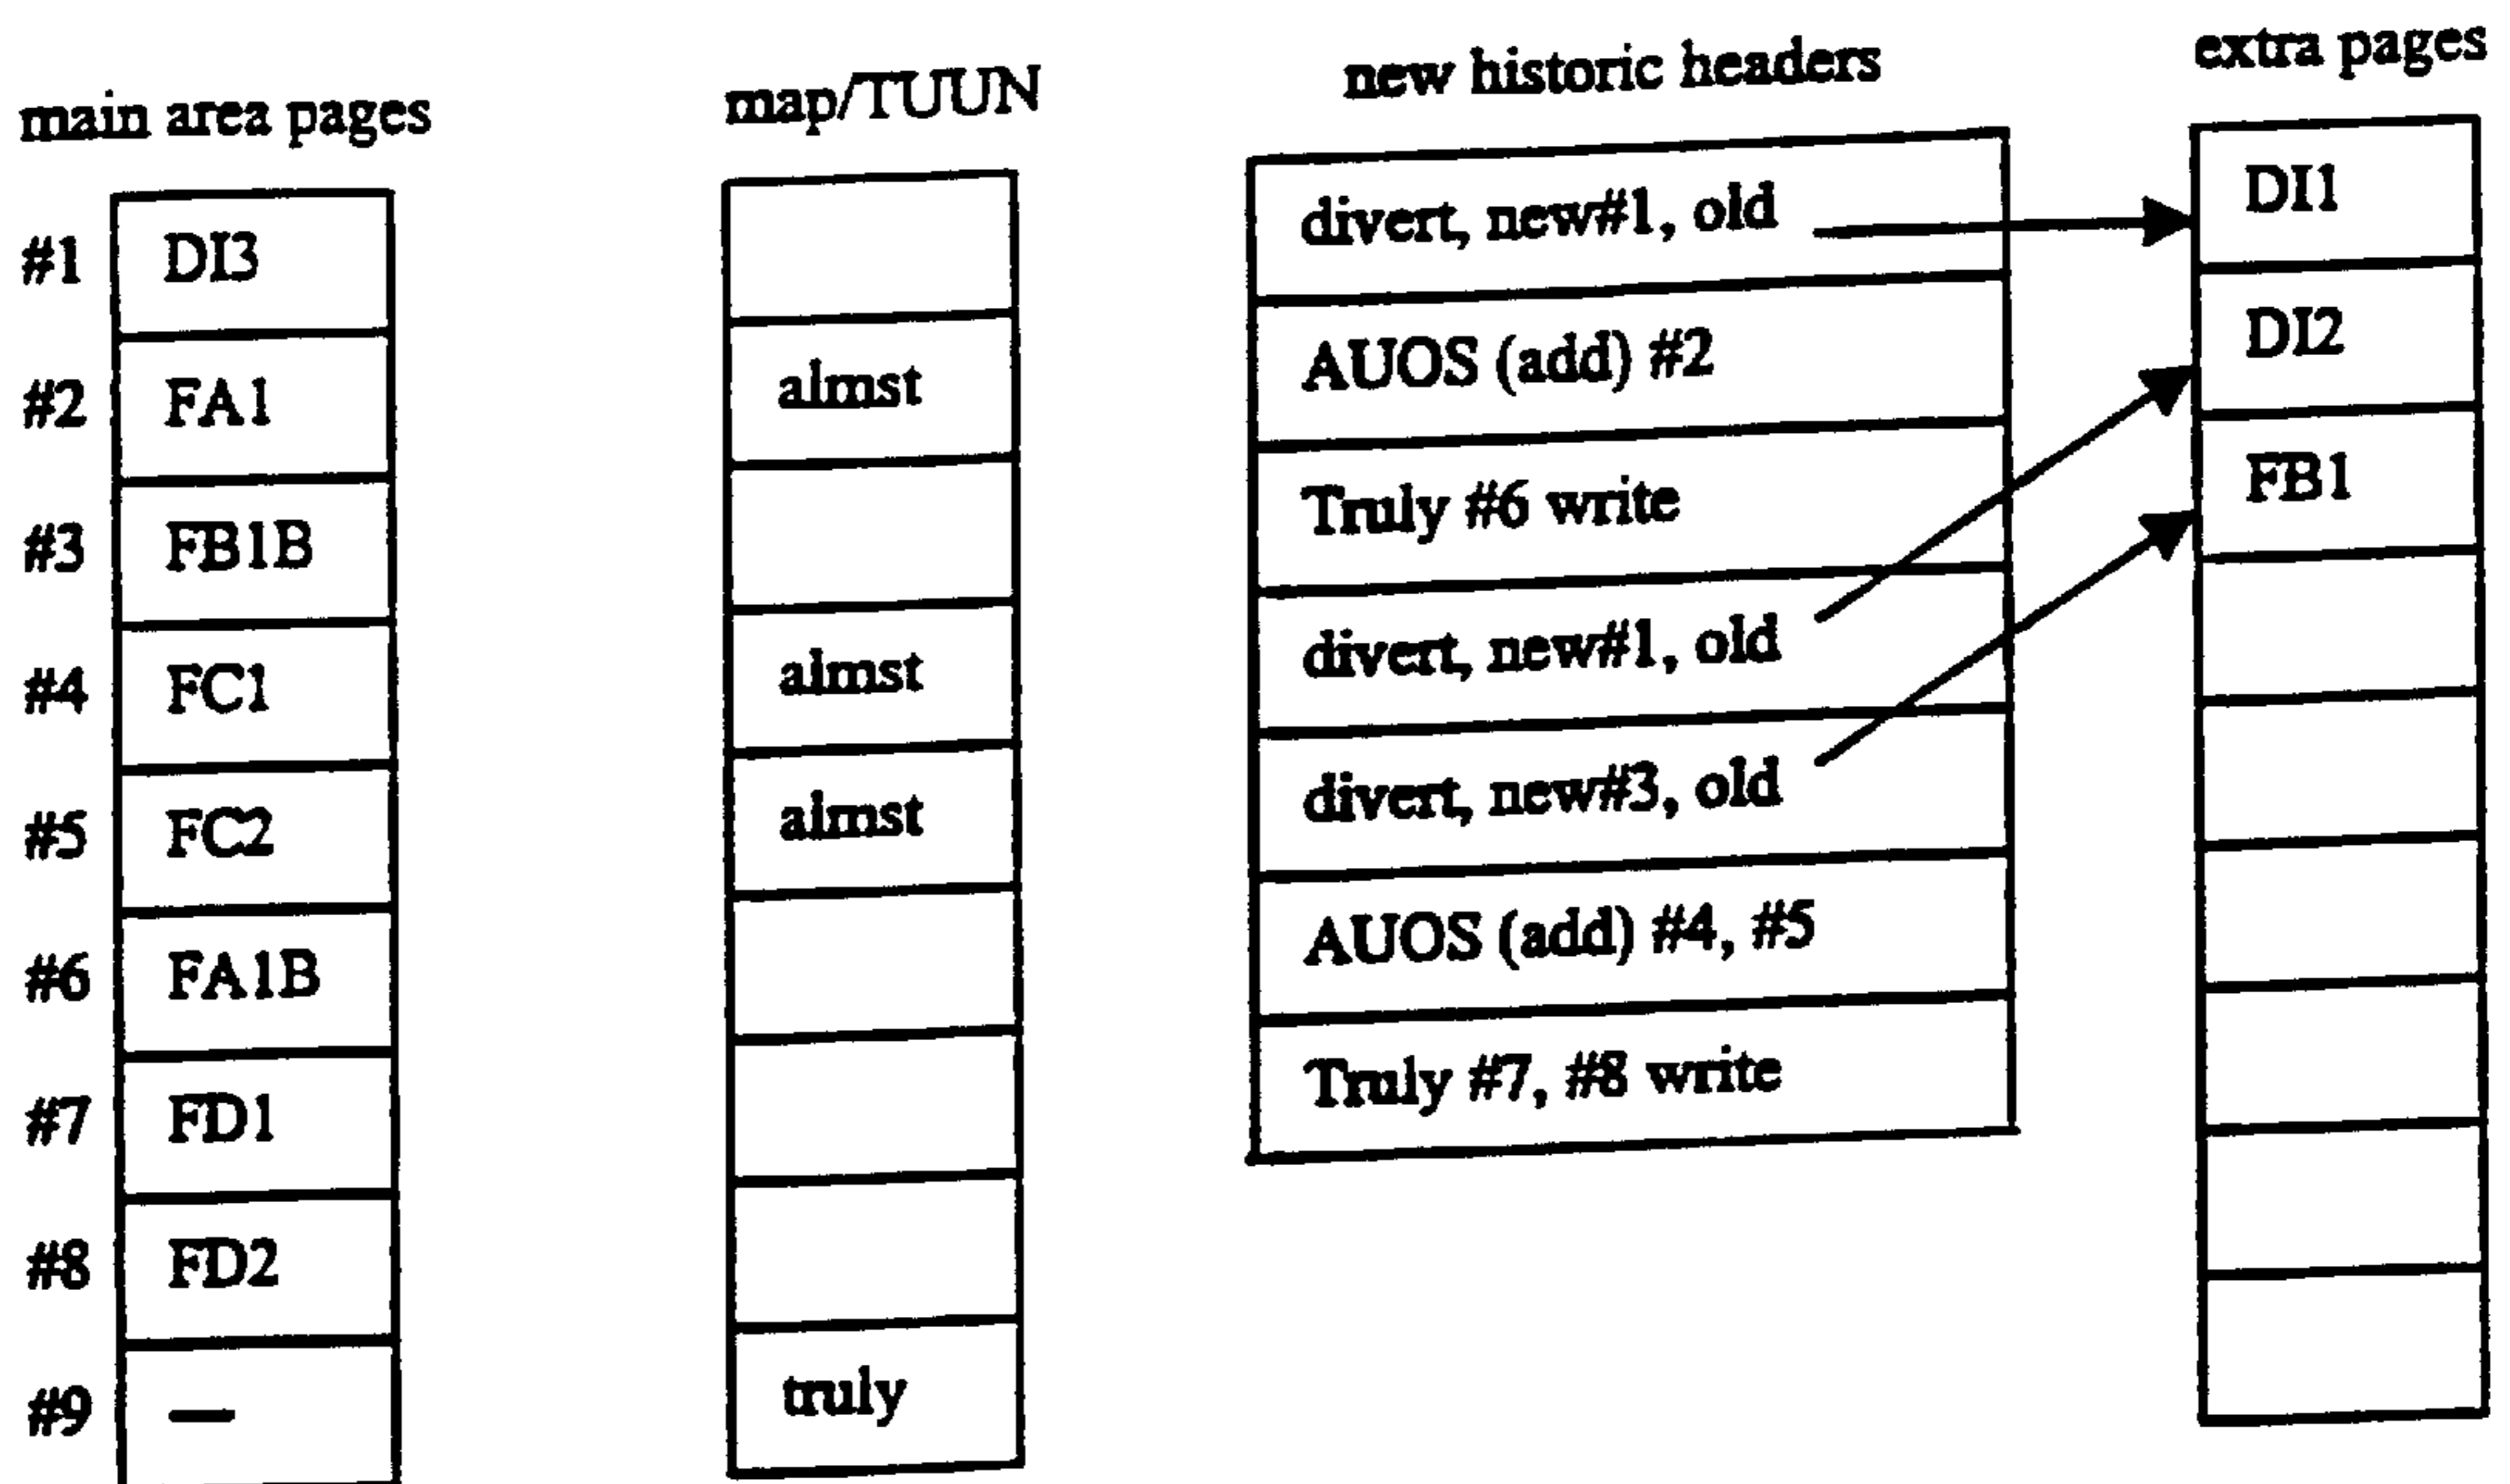 main area pages
#1 DI3
#2 FA1
#3 FB1B
#4 FC1
#5 FC2
#6 FA1B
#7 FD1
#8 FD2
#9 —
map/TUUN
almst
almst
almst
truly
new historic headers
divert, new#1, old
AUOS (add) #2
Truly #6 write
divert, new#1, old
divert, new#3, old
AUOS (add) #4, #5
Truly #7, #8 write
extra pages
DI1
DI2
FB1